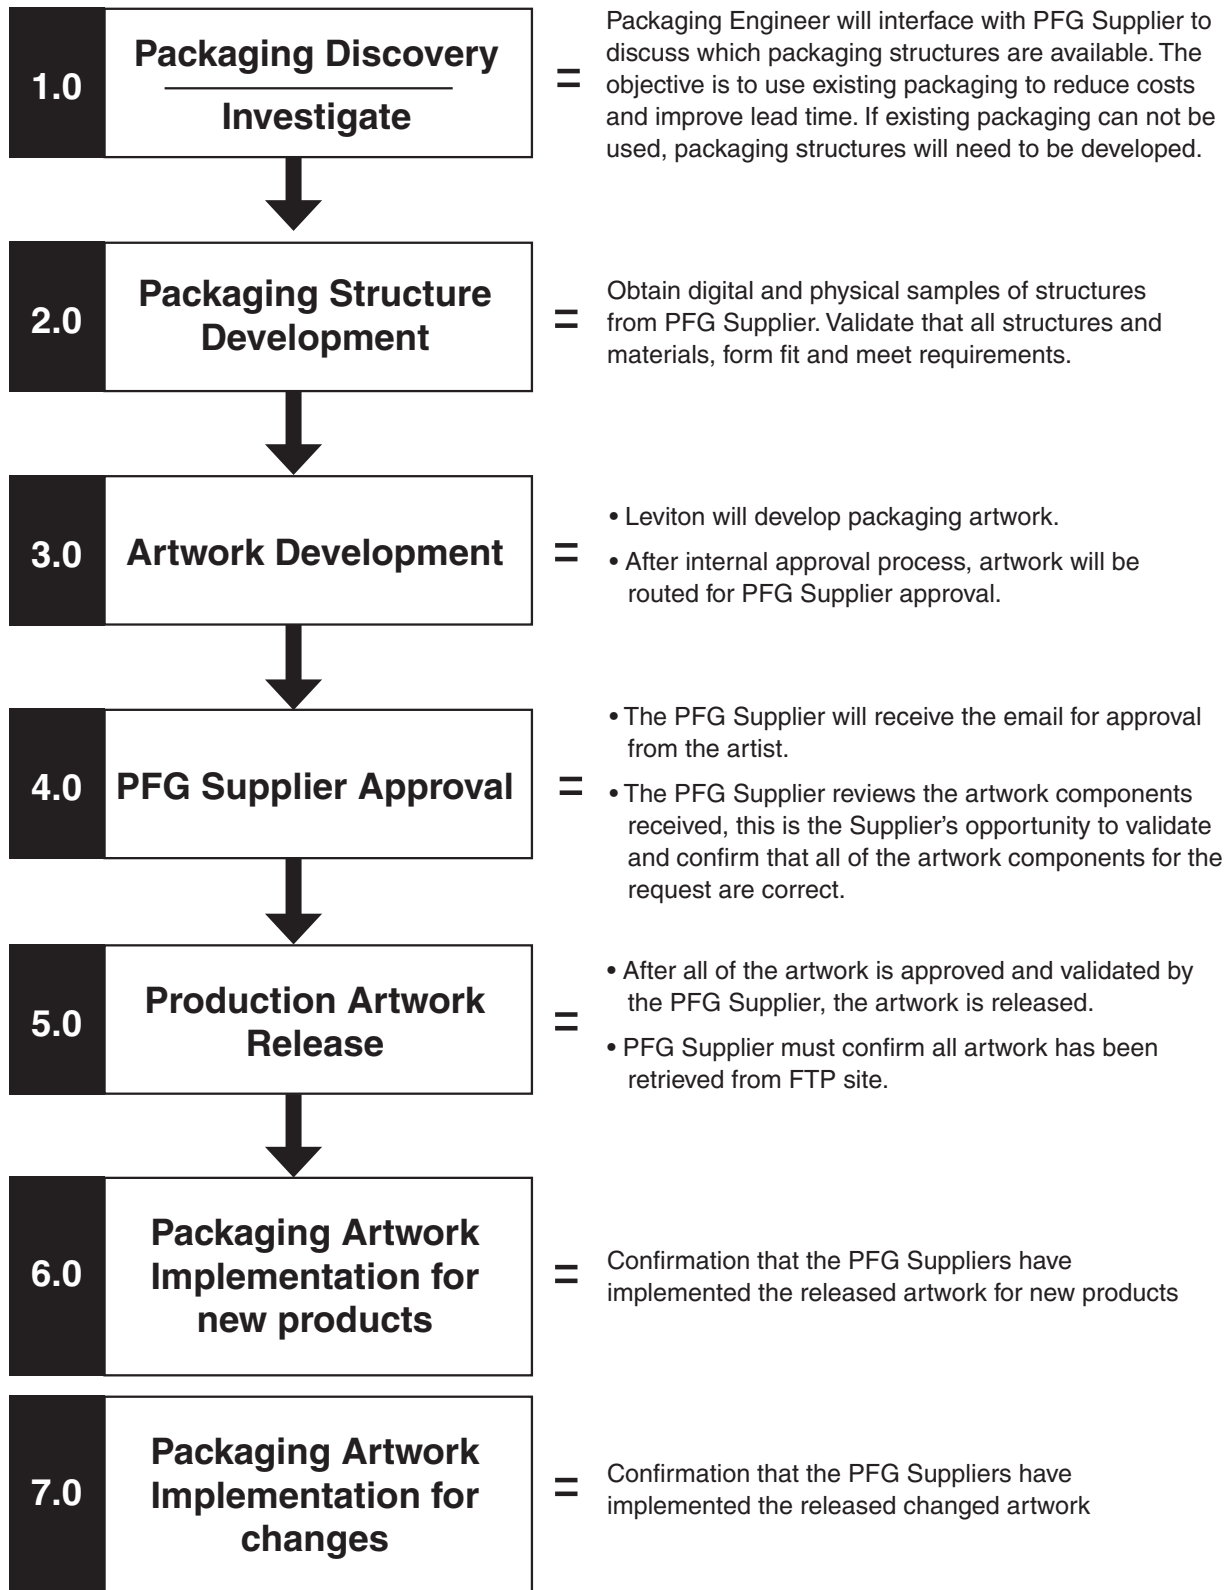 1.0
Packaging Discovery
Investigate
=
Packaging Engineer will interface with PFG Supplier to
discuss which packaging structures are available. The
objective is to use existing packaging to reduce costs
and improve lead time. If existing packaging can not be
used, packaging structures will need to be developed.
2.0
Packaging Structure
Development
=
Obtain digital and physical samples of structures
from PFG Supplier. Validate that all structures and
materials, form fit and meet requirements.
3.0
Artwork Development
=
• Leviton will develop packaging artwork.
• After internal approval process, artwork will be
routed for PFG Supplier approval.
4.0
PFG Supplier Approval
=
• The PFG Supplier will receive the email for approval
from the artist.
• The PFG Supplier reviews the artwork components
received, this is the Supplier’s opportunity to validate
and confirm that all of the artwork components for the
request are correct.
5.0
Production Artwork
Release
=
• After all of the artwork is approved and validated by
the PFG Supplier, the artwork is released.
• PFG Supplier must confirm all artwork has been
retrieved from FTP site.
6.0
Packaging Artwork
Implementation for
new products
=
Confirmation that the PFG Suppliers have
implemented the released artwork for new products
7.0
Packaging Artwork
Implementation for
changes
=
Confirmation that the PFG Suppliers have
implemented the released changed artwork